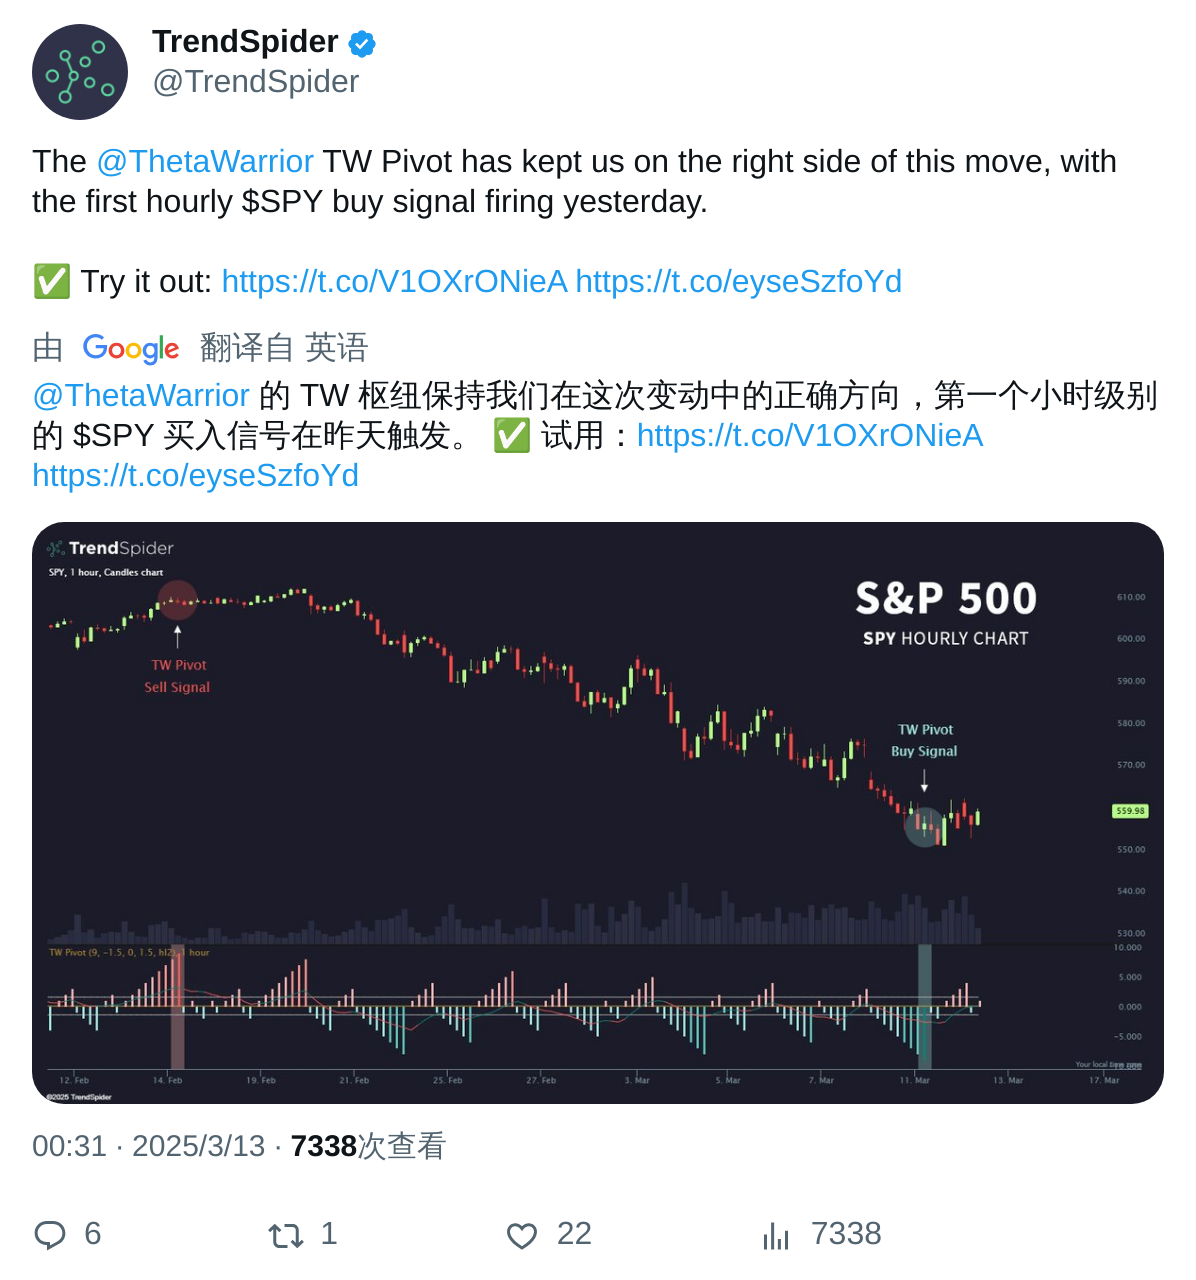 TrendSpider
@TrendSpider
The @ThetaWarrior TW Pivot has kept us on the right side of this move, with
the first hourly $SPY buy signal firing yesterday.
✅ Try it out: https://t.co/V1OXrONieA https://t.co/eyseSzfoYd
由 Google 翻译自 英语
@ThetaWarrior 的 TW 枢纽保持我们在这次变动中的正确方向，第一个小时级别
的 $SPY 买入信号在昨天触发。 ✅ 试用：https://t.co/V1OXrONieA
https://t.co/eyseSzfoYd
TrendSpider
SPY, 1 hour, Candles chart
S&P 500
SPY HOURLY CHART
TW Pivot
Sell Signal
TW Pivot
Buy Signal
610.00
600.00
590.00
580.00
570.00
559.98
550.00
540.00
530.00
TW Pivot (9, -1.5, 0, 1.5, hl2), 1 hour
10.000
5.000
0.000
-5.000
Your local time zone
12. Feb 14. Feb 19. Feb 21. Feb 25. Feb 27. Feb 3. Mar 5. Mar 7. Mar 11. Mar 13. Mar 17. Mar
©2025 TrendSpider
00:31 · 2025/3/13 · 7338次查看
6 1 22 7338